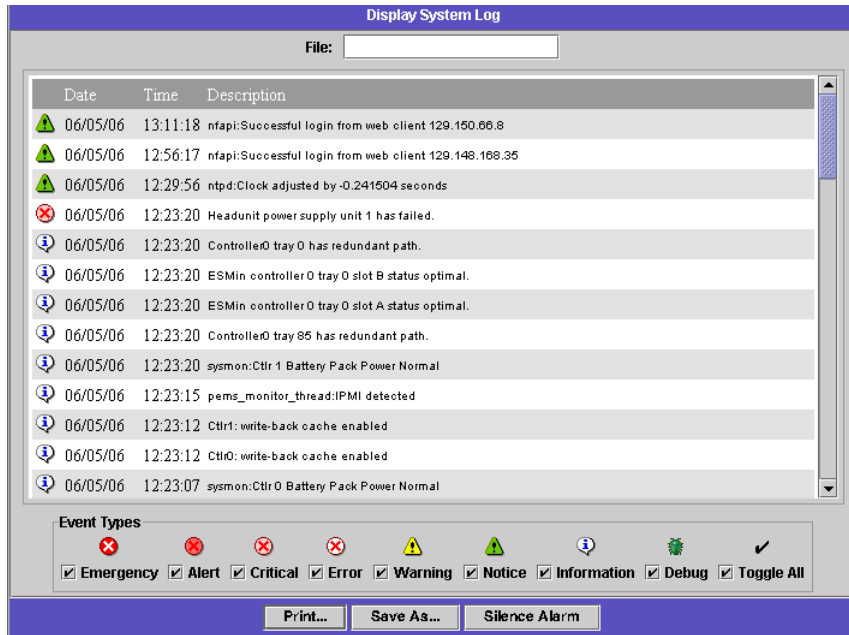 Display System Log
File:
Date Time Description
06/05/06 13:11:18 nfapi:Successful login from web client 129.150.66.8
06/05/06 12:56:17 nfapi:Successful login from web client 129.148.168.35
06/05/06 12:29:56 ntpd:Clock adjusted by -0.241504 seconds
06/05/06 12:23:20 Headunit power supply unit 1 has failed.
06/05/06 12:23:20 Controller0 tray 0 has redundant path.
06/05/06 12:23:20 ESMin controller 0 tray 0 slot B status optimal.
06/05/06 12:23:20 ESMin controller 0 tray 0 slot A status optimal.
06/05/06 12:23:20 Controller0 tray 85 has redundant path.
06/05/06 12:23:20 sysmon:Ctlr 1 Battery Pack Power Normal
06/05/06 12:23:15 pems_monitor_thread:IPMI detected
06/05/06 12:23:12 Ctlr1: write-back cache enabled
06/05/06 12:23:12 Ctlr0: write-back cache enabled
06/05/06 12:23:07 sysmon:Ctlr 0 Battery Pack Power Normal
Event Types
Emergency Alert Critical Error Warning Notice Information Debug Toggle All
Print... Save As... Silence Alarm